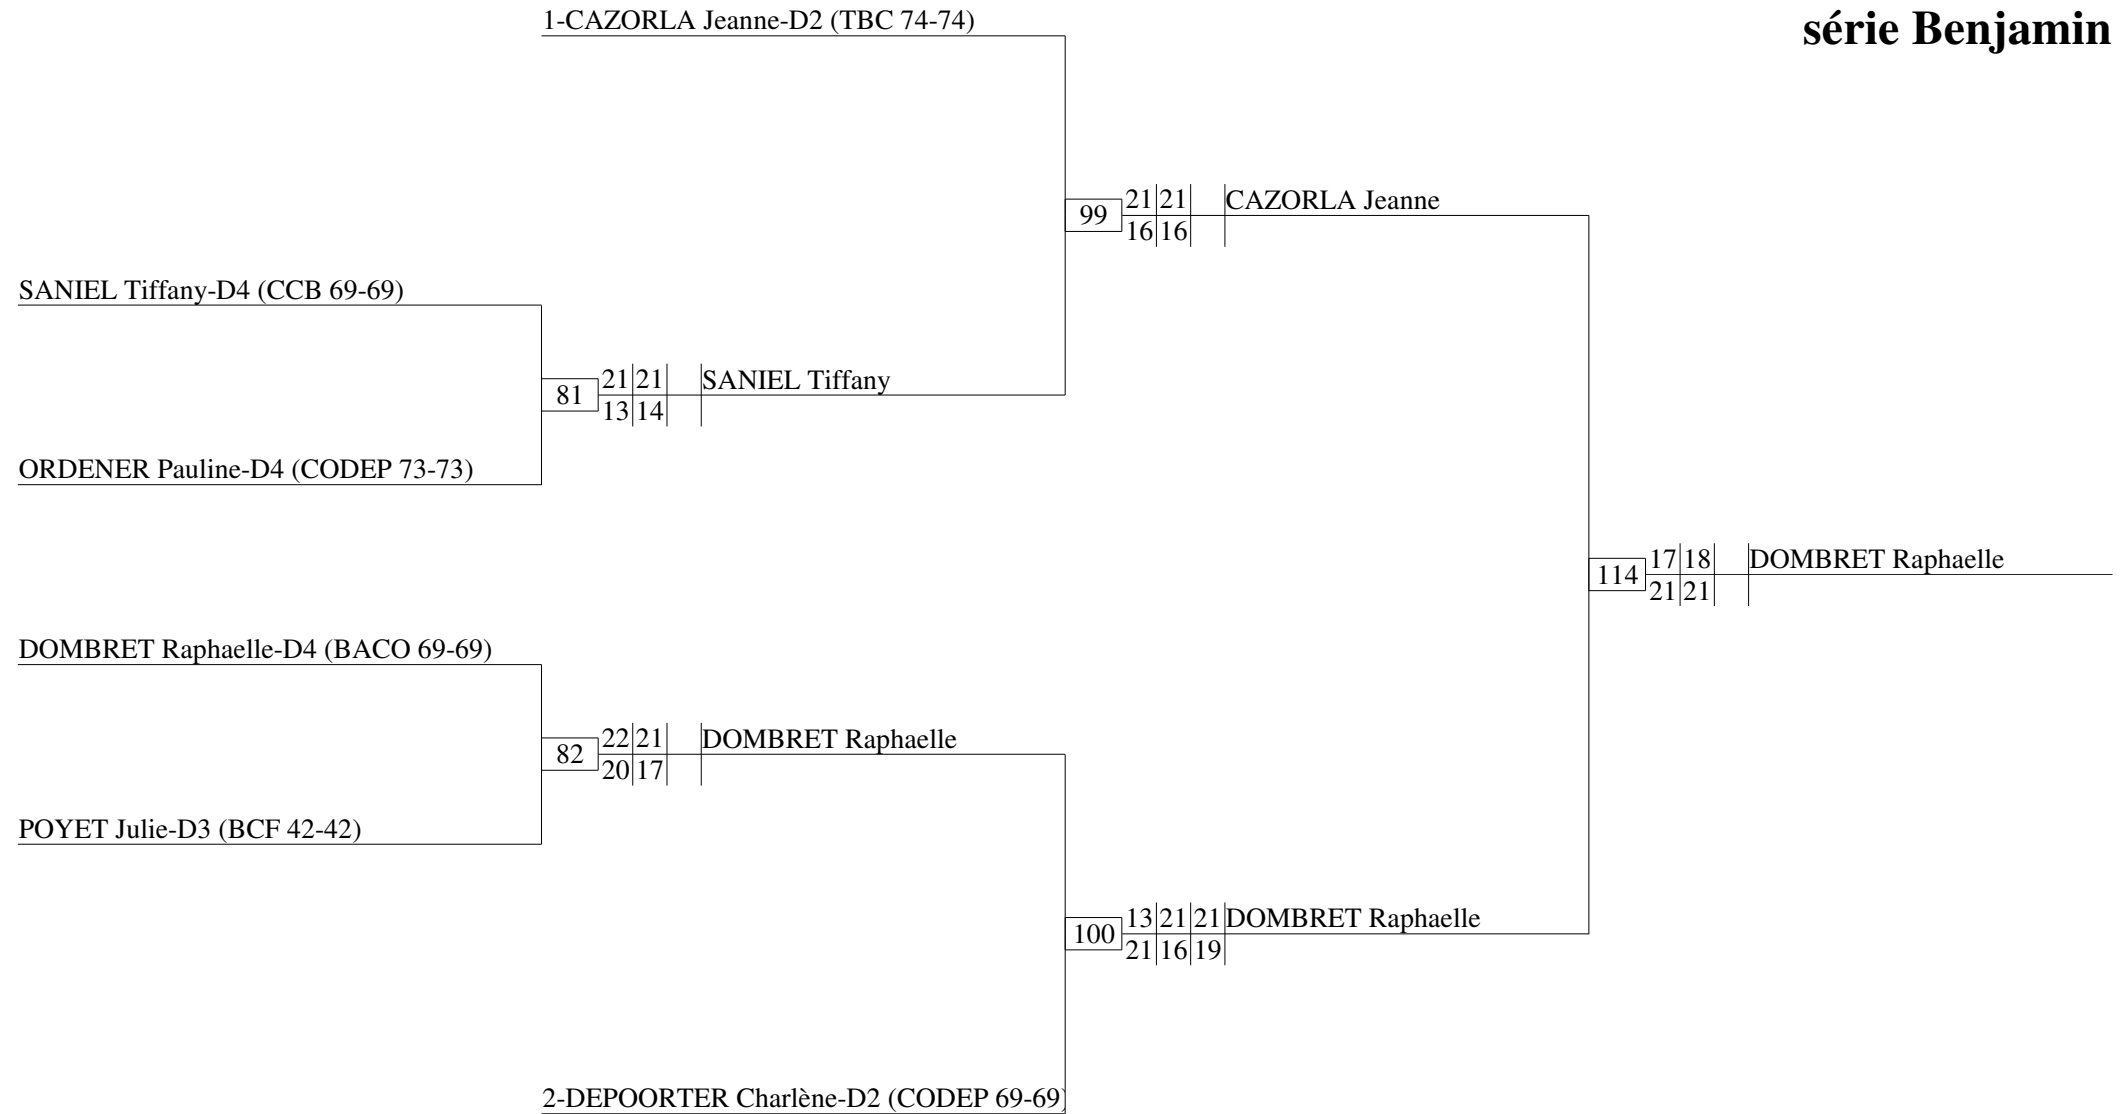 1-CAZORLA Jeanne-D2 (TBC 74-74)
série Benjamin
21 21 CAZORLA Jeanne
99
16 16
SANIEL Tiffany-D4 (CCB 69-69)
21 21 SANIEL Tiffany
81
13 14
ORDENER Pauline-D4 (CODEP 73-73)
17 18 DOMBRET Raphaelle
114
21 21
DOMBRET Raphaelle-D4 (BACO 69-69)
22 21 DOMBRET Raphaelle
82
20 17
POYET Julie-D3 (BCF 42-42)
13 21 21 DOMBRET Raphaelle
100
21 16 19
2-DEPOORTER Charlène-D2 (CODEP 69-69)